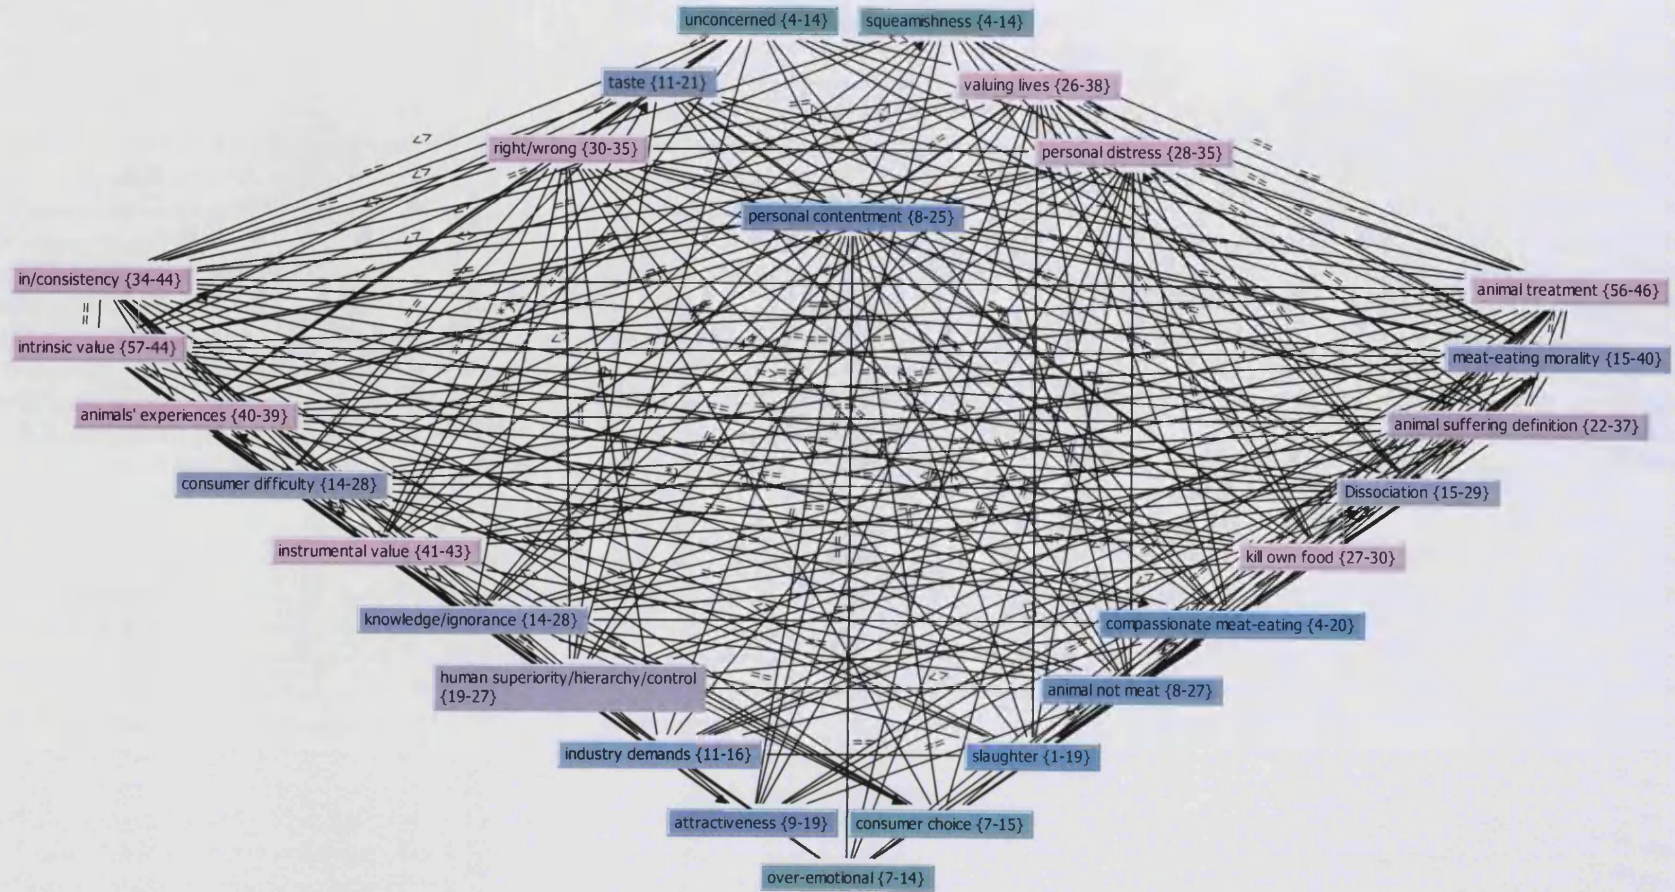 unconcerned {4-14} squeamishness {4-14}
taste {11-21} valuing lives {26-38}
right/wrong {30-35} personal distress {28-35}
personal contentment {8-25}
in/consistency {34-44} animal treatment {56-46}
intrinsic value {57-44} meat-eating morality {15-40}
animals' experiences {40-39} animal suffering definition {22-37}
consumer difficulty {14-28} Dissociation {15-29}
instrumental value {41-43} kill own food {27-30}
knowledge/ignorance {14-28} compassionate meat-eating {4-20}
human superiority/hierarchy/control
{19-27} animal not meat {8-27}
industry demands {11-16} slaughter {1-19}
attractiveness {9-19} consumer choice {7-15}
over-emotional {7-14}